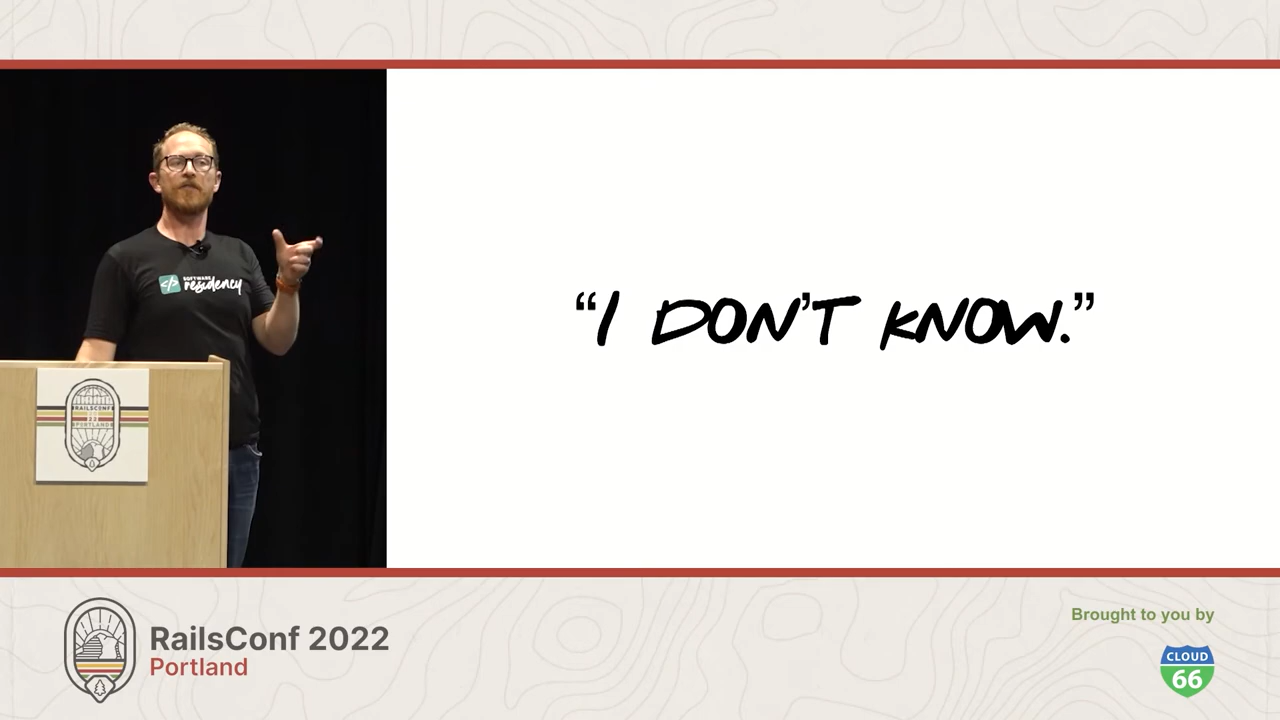 SOFTWARE
residency
</>
“I DON’T KNOW.”
RAILSCONF
PORTLAND
RailsConf 2022
Portland
Brought to you by
CLOUD
66